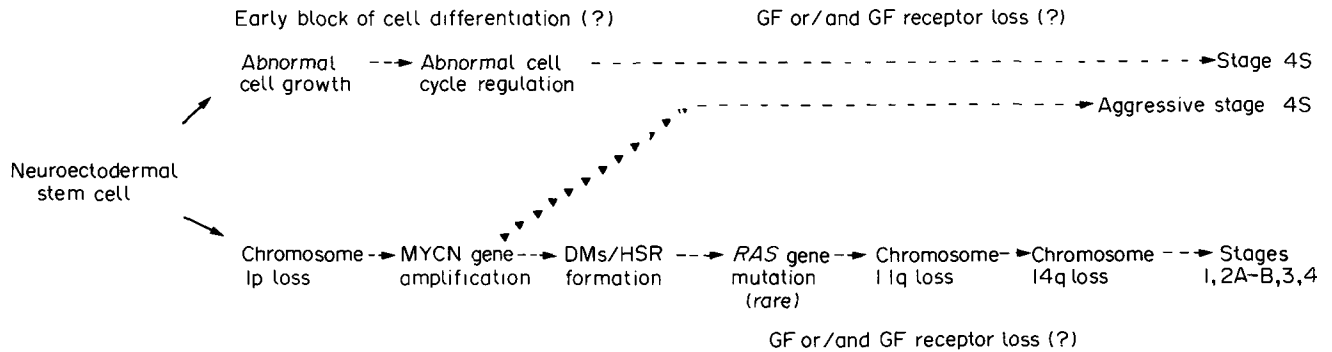 Early block of cell differentiation (?)
GF or/and GF receptor loss (?)
Abnormal cell growth
Abnormal cell cycle regulation
Stage 4S
Aggressive stage 4S
Neuroectodermal stem cell
Chromosome 1p loss
MYCN gene amplification
DMs/HSR formation
RAS gene mutation (rare)
Chromosome 11q loss
Chromosome 14q loss
Stages 1,2A-B,3,4
GF or/and GF receptor loss (?)